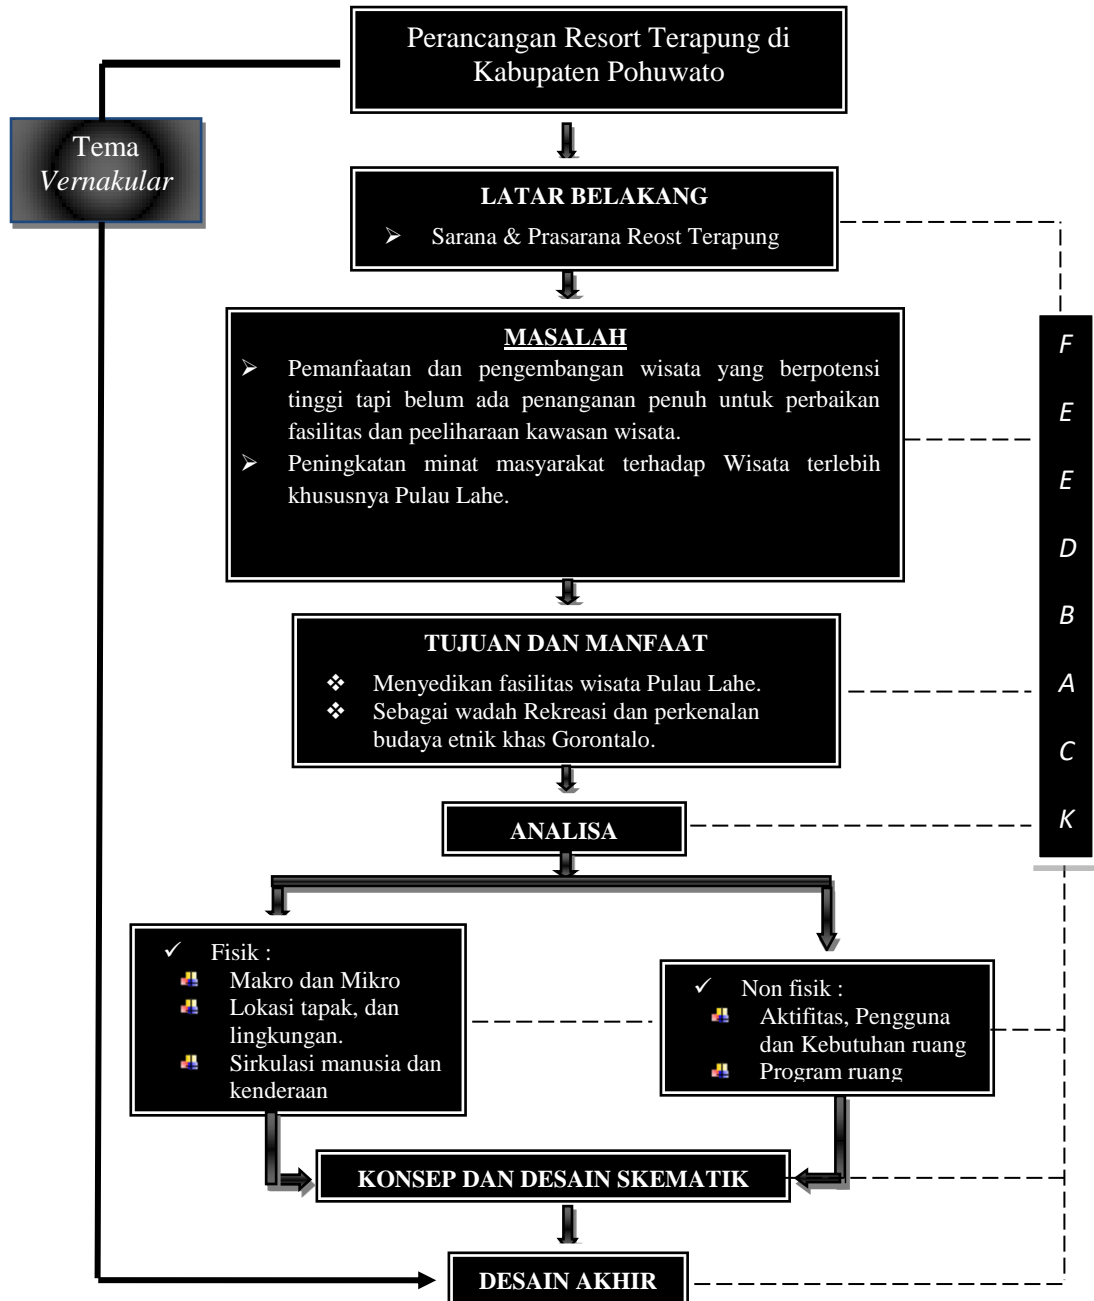 Perancangan Resort Terapung di
Kabupaten Pohuwato
Tema
Vernakular
LATAR BELAKANG
➢ Sarana & Prasarana Reost Terapung
MASALAH
➢ Pemanfaatan dan pengembangan wisata yang berpotensi
tinggi tapi belum ada penanganan penuh untuk perbaikan
fasilitas dan peeliharaan kawasan wisata.
➢ Peningkatan minat masyarakat terhadap Wisata terlebih
khususnya Pulau Lahe.
TUJUAN DAN MANFAAT
❖ Menyedikan fasilitas wisata Pulau Lahe.
❖ Sebagai wadah Rekreasi dan perkenalan
budaya etnik khas Gorontalo.
ANALISA
✓ Fisik :
Makro dan Mikro
Lokasi tapak, dan
lingkungan.
Sirkulasi manusia dan
kenderaan
✓ Non fisik :
Aktifitas, Pengguna
dan Kebutuhan ruang
Program ruang
KONSEP DAN DESAIN SKEMATIK
DESAIN AKHIR
F
E
E
D
B
A
C
K